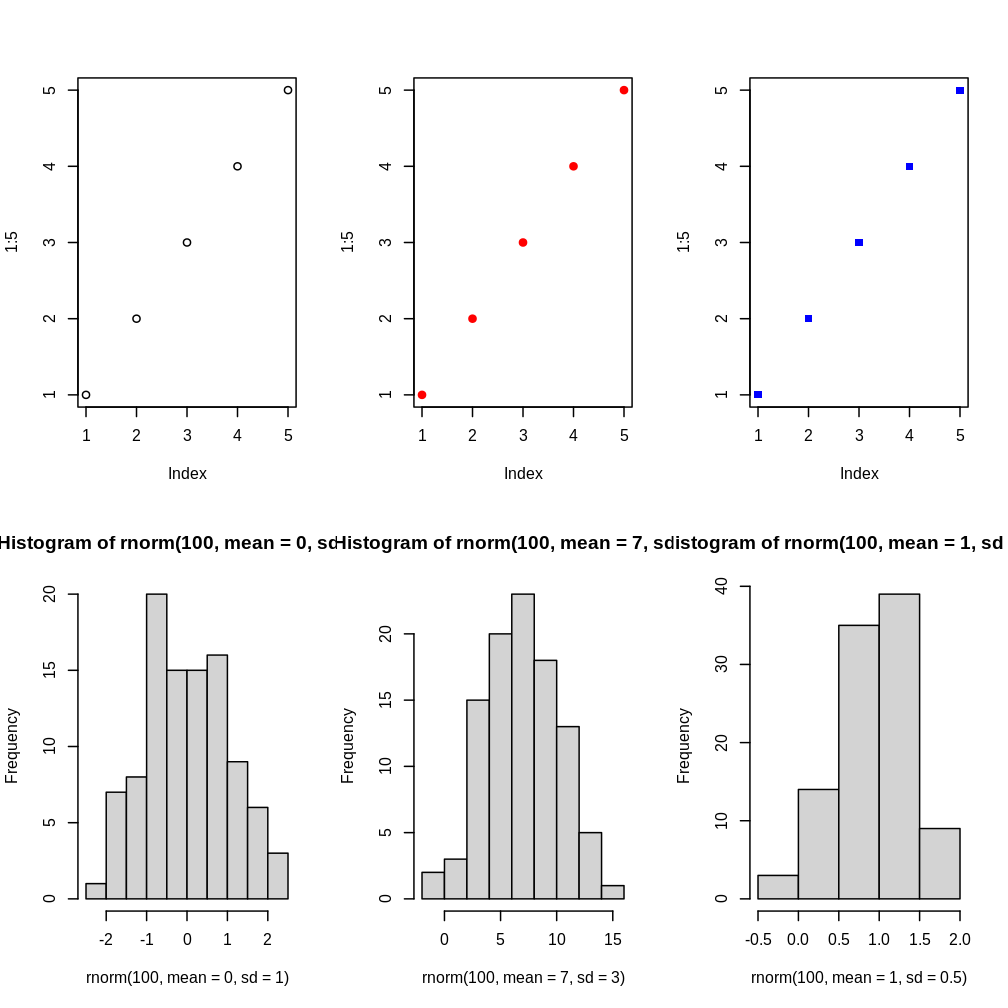 1:5
5
4
3
2
1
1 2 3 4 5
Index
1:5
5
4
3
2
1
1 2 3 4 5
Index
1:5
5
4
3
2
1
1 2 3 4 5
Index
Histogram of rnorm(100, mean = 0, sd
Frequency
20
15
10
5
0
-2 -1 0 1 2
rnorm(100, mean = 0, sd = 1)
Histogram of rnorm(100, mean = 7, sd
Frequency
20
15
10
5
0
0 5 10 15
rnorm(100, mean = 7, sd = 3)
istogram of rnorm(100, mean = 1, sd
Frequency
40
30
20
10
0
-0.5 0.0 0.5 1.0 1.5 2.0
rnorm(100, mean = 1, sd = 0.5)